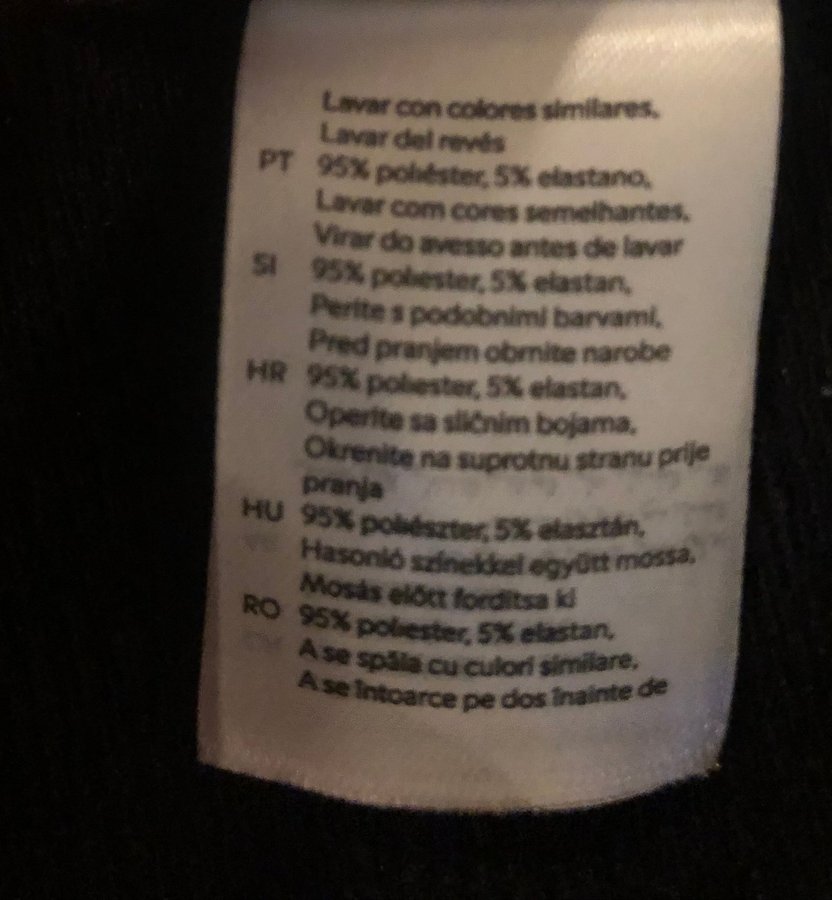 Lavar con colores similares.
Lavar del revés
PT 95% poliéster, 5% elastano,
Lavar com cores semelhantes.
Virar do avesso antes de lavar
SI 95% poliester, 5% elastan,
Perite s podobnimi barvami,
Pred pranjem obrnite narobe
HR 95% poliester, 5% elastan,
Operite sa sličnim bojama,
Okrenite na suprotnu stranu prije
pranja
HU 95% poliészter, 5% elasztán,
Hasonló színekkel együtt mossa,
Mosás előtt fordítsa ki
RO 95% poliester, 5% elastan,
A se spăla cu culori similare,
A se întoarce pe dos înainte de